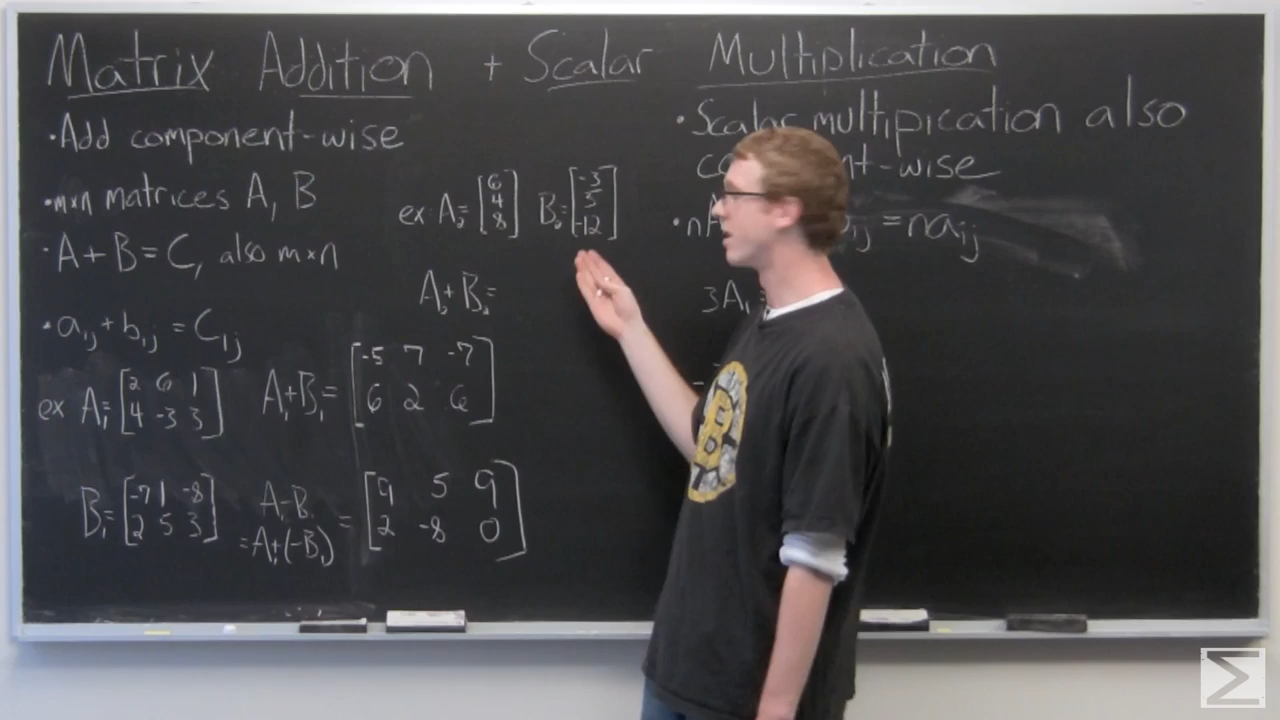 Matrix Addition + Scalar Multiplication
·Add component-wise
·m×n matrices A, B
·A+B=C, also m×n
·a_ij + b_ij = C_ij
ex A₁= [2 6 1
4 -3 3]
A₁+B₁= [-5 7 -7
6 2 6]
B₁= [-7 1 -8
2 5 3]
A₁-B₁
=A₁+(-B₁)
= [9 5 9
2 -8 0]
ex: A₂= [6
4
8]
B₂= [-3
5
-12]
A₂+B₂=
·Scalar multipication also
-wise
·n
=na_ij
3A₁
B
Σ